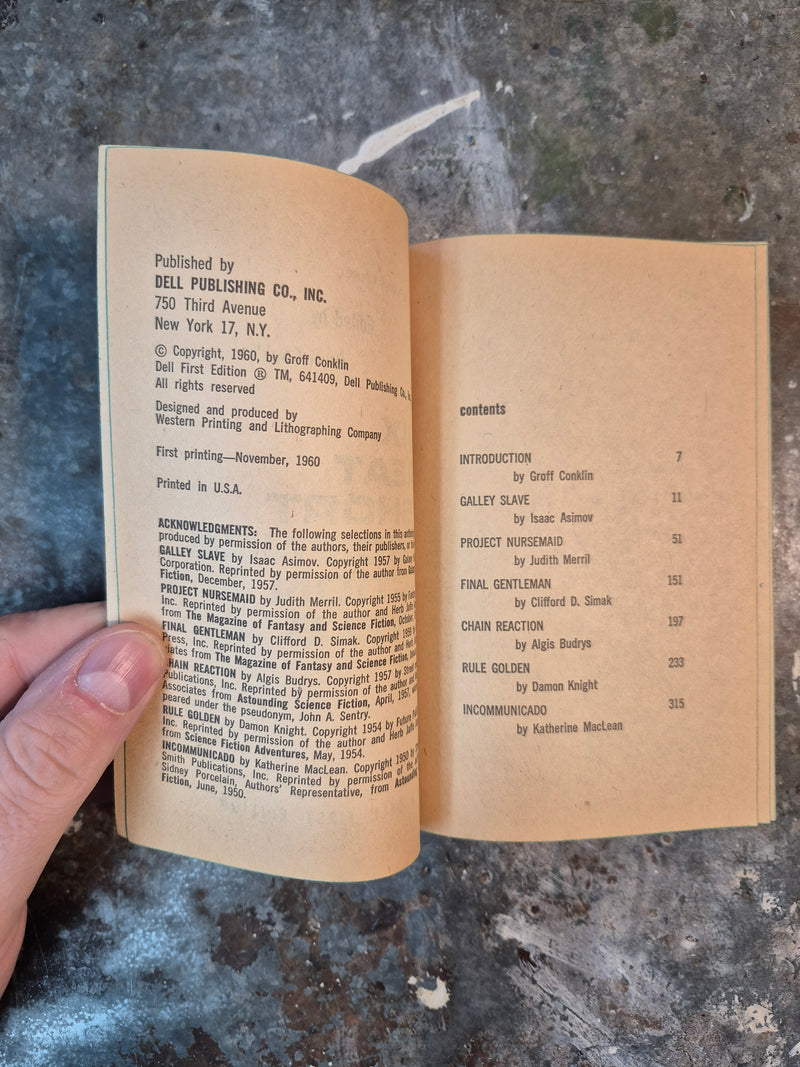 Published by
DELL PUBLISHING CO., INC.
750 Third Avenue
New York 17, N.Y.
© Copyright, 1960, by Groff Conklin
Dell First Edition ® TM, 641409, Dell Publishing Co.,
All rights reserved
Designed and produced by
Western Printing and Lithographing Company
First printing—November, 1960
Printed in U.S.A.
ACKNOWLEDGMENTS: The following selections in this
produced by permission of the authors, their publishers, or
GALLEY SLAVE by Isaac Asimov. Copyright 1957 by
Corporation. Reprinted by permission of the author from
Fiction, December, 1957.
PROJECT NURSEMAID by Judith Merril. Copyright 1955 by
Inc. Reprinted by permission of the author and Herb
from The Magazine of Fantasy and Science Fiction,
FINAL GENTLEMAN by Clifford D. Simak. Copyright
Press, Inc. Reprinted by permission of the author and
from The Magazine of Fantasy and Science Fiction,
CHAIN REACTION by Algis Budrys. Copyright 1957 by
Publications, Inc. Reprinted by permission of the author and
Associates from Astounding Science Fiction, April, 1957,
peared under the pseudonym, John A. Sentry.
RULE GOLDEN by Damon Knight. Copyright 1954 by Future
Inc. Reprinted by permission of the author and Herb
from Science Fiction Adventures, May, 1954.
INCOMMUNICADO by Katherine MacLean. Copyright 1950 by
Smith Publications, Inc. Reprinted by permission of the
Sidney Porcelain, Authors' Representative, from
Fiction, June, 1950.
contents
INTRODUCTION 7
by Groff Conklin
GALLEY SLAVE 11
by Isaac Asimov
PROJECT NURSEMAID 51
by Judith Merril
FINAL GENTLEMAN 151
by Clifford D. Simak
CHAIN REACTION 197
by Algis Budrys
RULE GOLDEN 233
by Damon Knight
INCOMMUNICADO 315
by Katherine MacLean